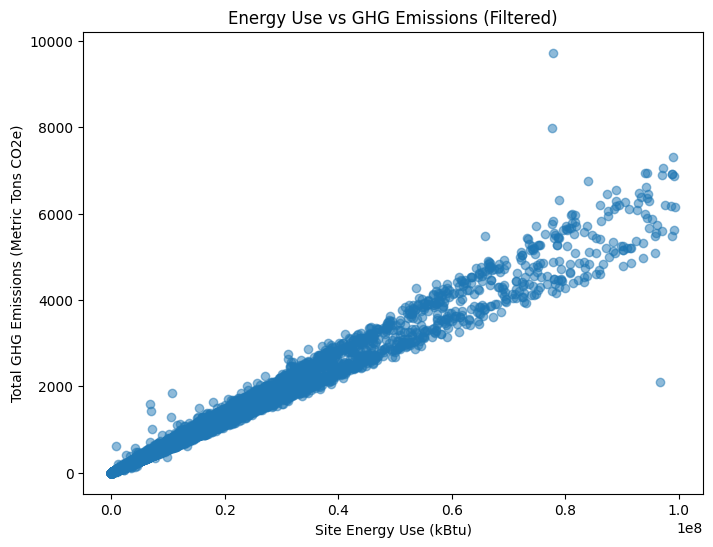 Energy Use vs GHG Emissions (Filtered)
Total GHG Emissions (Metric Tons CO2e)
10000
8000
6000
4000
2000
0
0.0 0.2 0.4 0.6 0.8 1.0
1e8
Site Energy Use (kBtu)